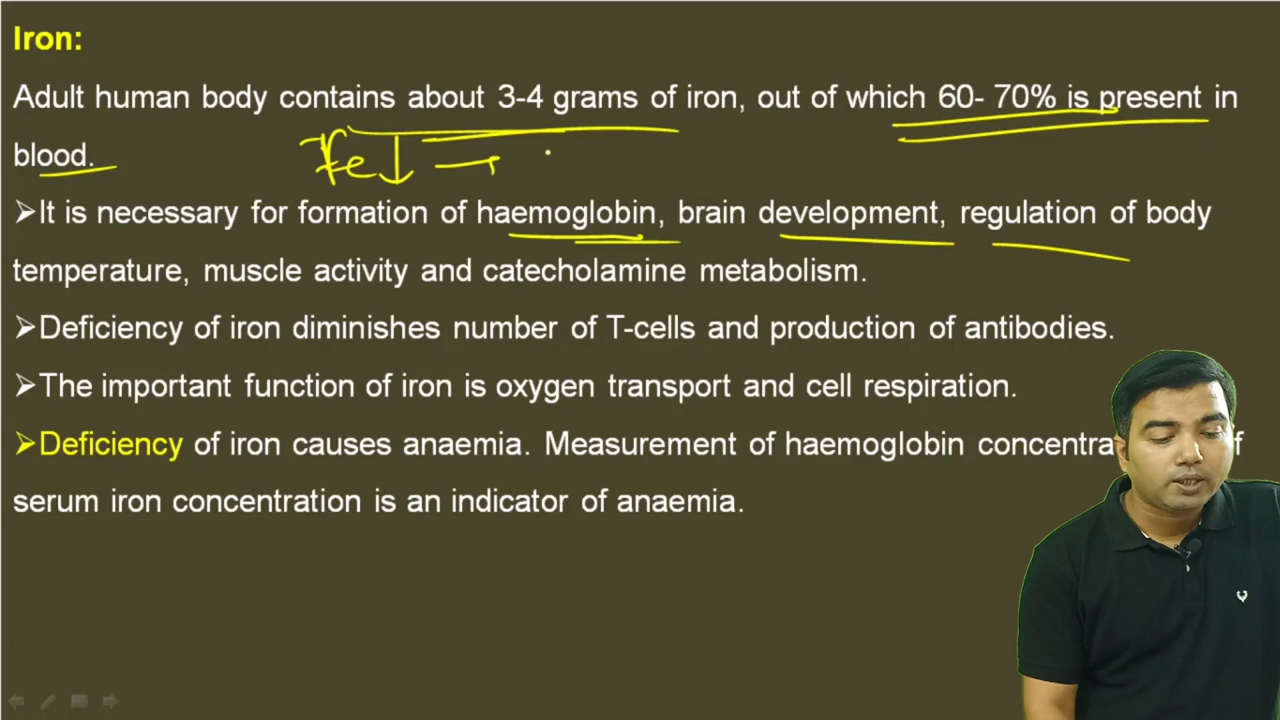 Iron:
Adult human body contains about 3-4 grams of iron, out of which 60- 70% is present in
blood.
Fe↓ →
➢It is necessary for formation of haemoglobin, brain development, regulation of body
temperature, muscle activity and catecholamine metabolism.
➢Deficiency of iron diminishes number of T-cells and production of antibodies.
➢The important function of iron is oxygen transport and cell respiration.
➢Deficiency of iron causes anaemia. Measurement of haemoglobin
serum iron concentration is an indicator of anaemia.